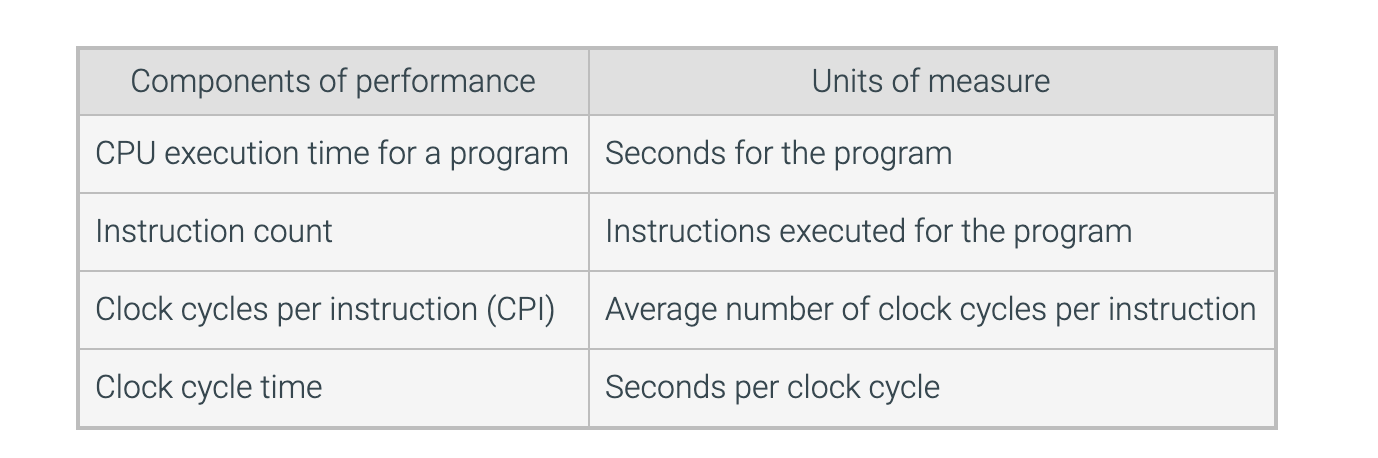 Components of performance
Units of measure
CPU execution time for a program
Seconds for the program
Instruction count
Instructions executed for the program
Clock cycles per instruction (CPI)
Average number of clock cycles per instruction
Clock cycle time
Seconds per clock cycle